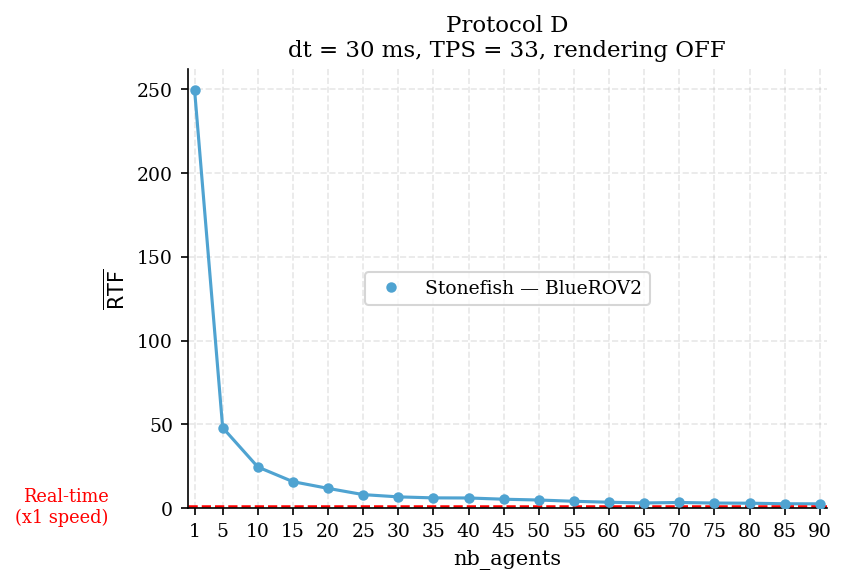 Protocol D
dt = 30 ms, TPS = 33, rendering OFF
250
200
150
100
50
0
RTF
Stonefish — BlueROV2
Real-time
(x1 speed)
1 5 10 15 20 25 30 35 40 45 50 55 60 65 70 75 80 85 90
nb_agents